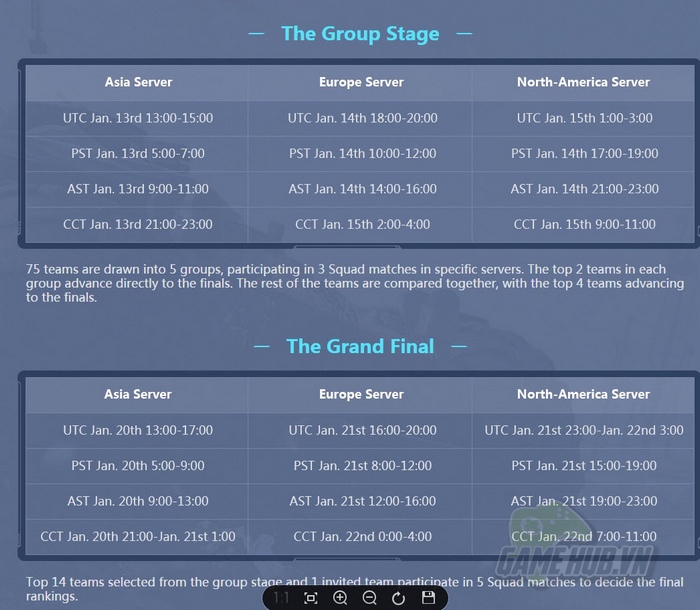 The Group Stage
Asia Server Europe Server North-America Server
UTC Jan. 13rd 13:00-15:00 UTC Jan. 14th 18:00-20:00 UTC Jan. 15th 1:00-3:00
PST Jan. 13rd 5:00-7:00 PST Jan. 14th 10:00-12:00 PST Jan. 14th 17:00-19:00
AST Jan. 13rd 9:00-11:00 AST Jan. 14th 14:00-16:00 AST Jan. 14th 21:00-23:00
CCT Jan. 13rd 21:00-23:00 CCT Jan. 15th 2:00-4:00 CCT Jan. 15th 9:00-11:00
75 teams are drawn into 5 groups, participating in 3 Squad matches in specific servers. The top 2 teams in each
group advance directly to the finals. The rest of the teams are compared together, with the top 4 teams advancing
to the finals.
The Grand Final
Asia Server Europe Server North-America Server
UTC Jan. 20th 13:00-17:00 UTC Jan. 21st 16:00-20:00 UTC Jan. 21st 23:00-Jan. 22nd 3:00
PST Jan. 20th 5:00-9:00 PST Jan. 21st 8:00-12:00 PST Jan. 21st 15:00-19:00
AST Jan. 20th 9:00-13:00 AST Jan. 21st 12:00-16:00 AST Jan. 21st 19:00-23:00
CCT Jan. 20th 21:00-Jan. 21st 1:00 CCT Jan. 22nd 0:00-4:00 CCT Jan. 22nd 7:00-11:00
GAMEHUB.VN
Top 14 teams selected from the group stage and 1 invited team participate in 5 Squad matches to decide the final
rankings.
1:1